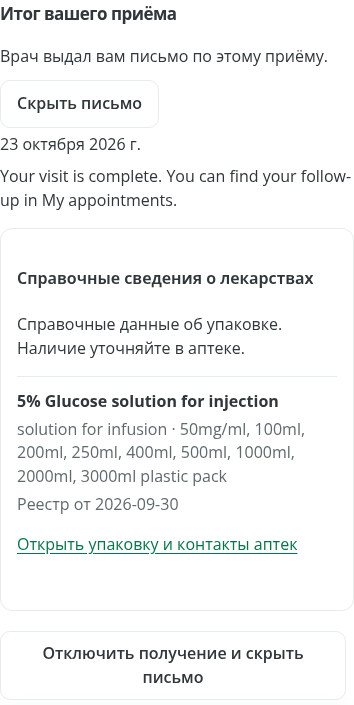 Итог вашего приёма
Врач выдал вам письмо по этому приёму.
Скрыть письмо
23 октября 2026 г.
Your visit is complete. You can find your follow-
up in My appointments.
Справочные сведения о лекарствах
Справочные данные об упаковке.
Наличие уточняйте в аптеке.
5% Glucose solution for injection
solution for infusion · 50mg/ml, 100ml,
200ml, 250ml, 400ml, 500ml, 1000ml,
2000ml, 3000ml plastic pack
Реестр от 2026-09-30
Открыть упаковку и контакты аптек
Отключить получение и скрыть
письмо